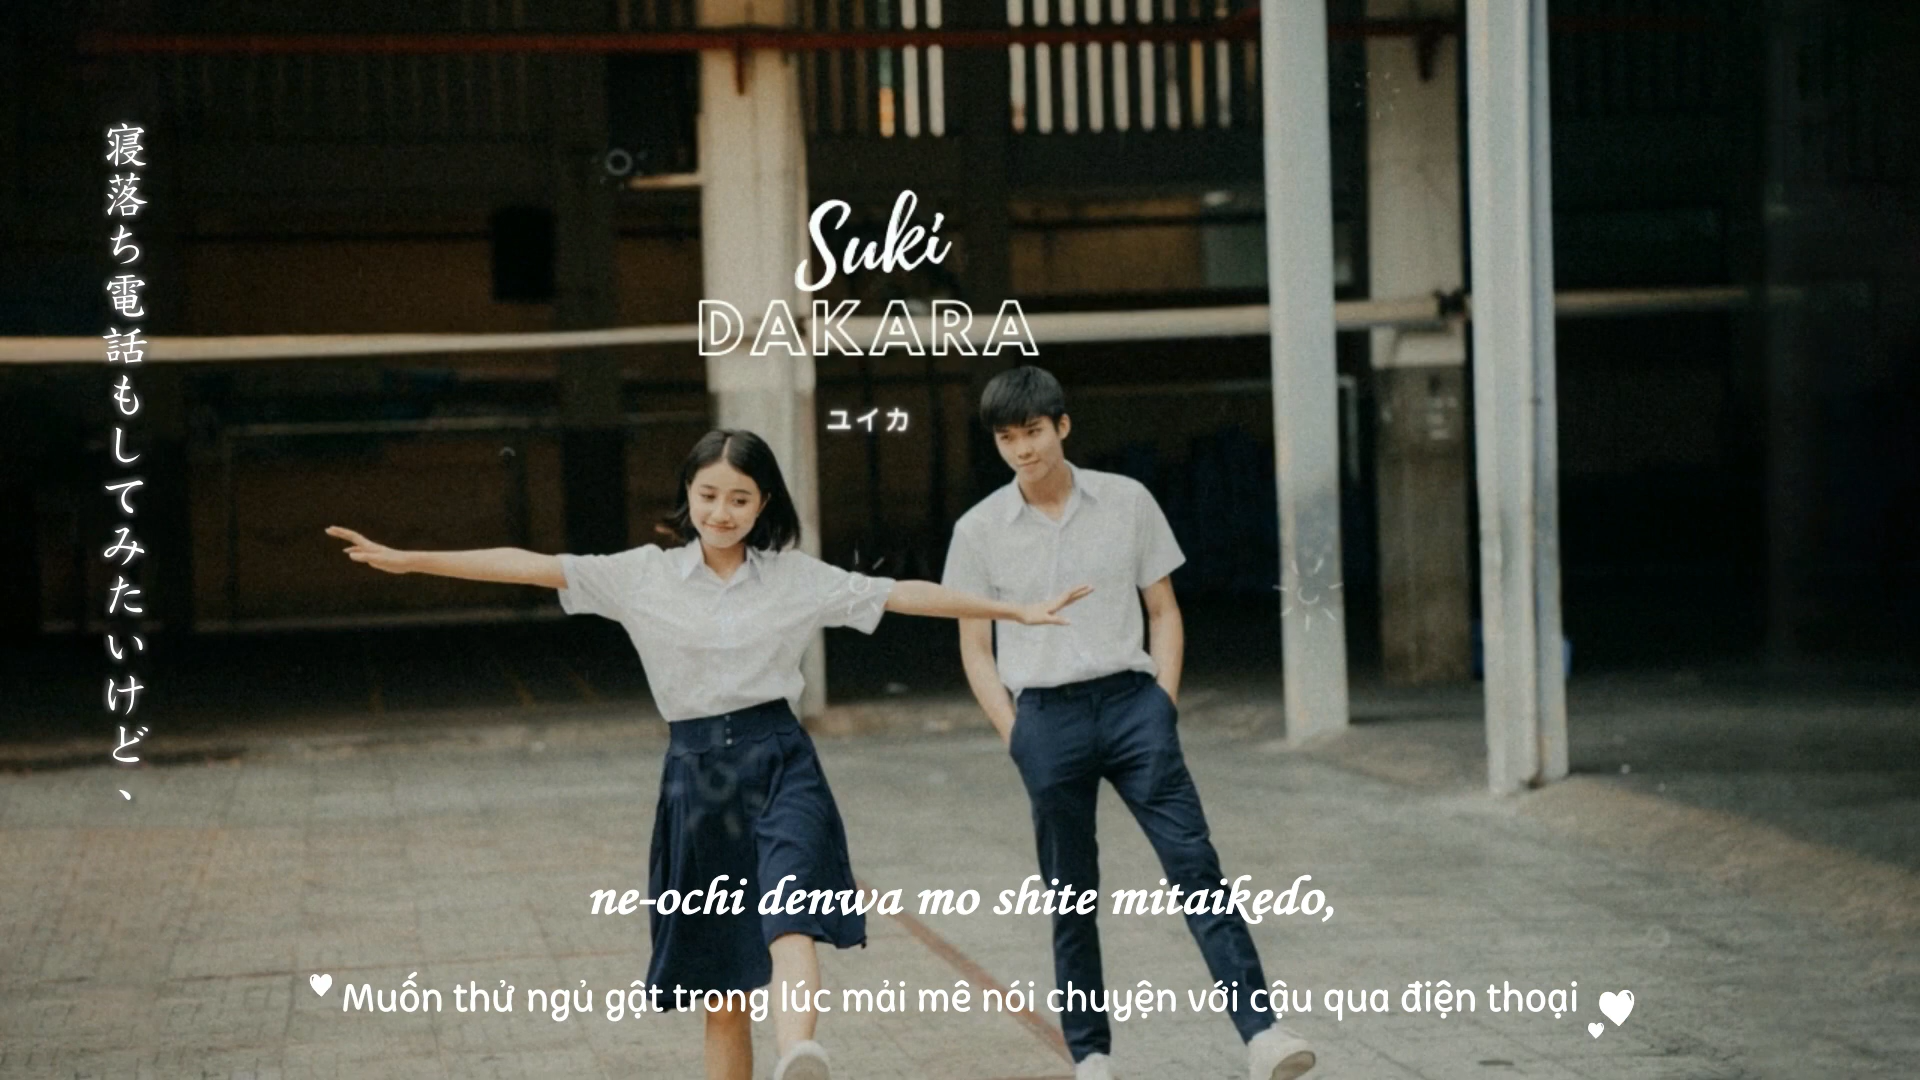 寝落ち電話もしてみたいけど、
Suki
DAKARA
ユイカ
ne-ochi denwa mo shite mitaikedo,
Muốn thử ngủ gật trong lúc mải mê nói chuyện với cậu qua điện thoại